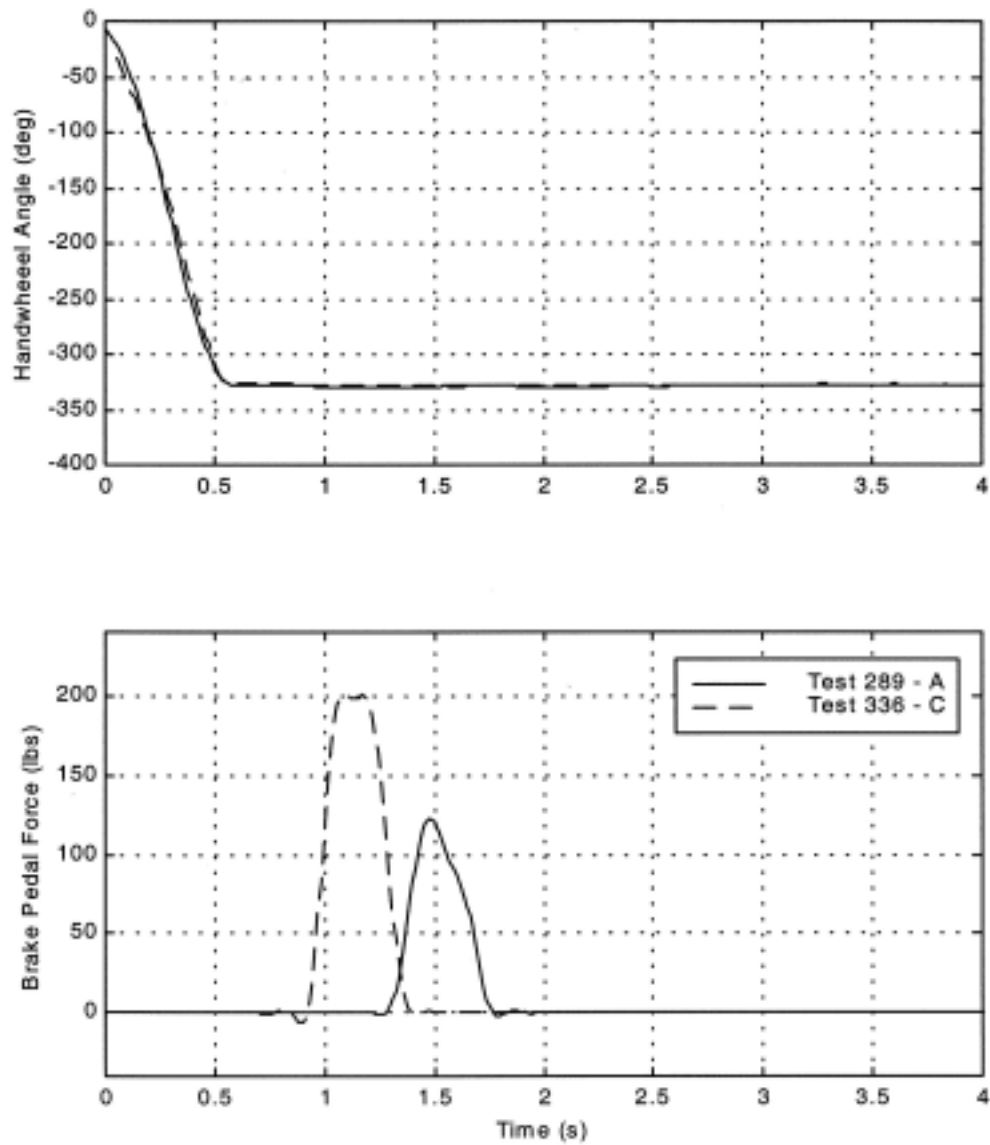 0
-50
-100
-150
-200
-250
-300
-350
-400
Handwheeel Angle (deg)
0 0.5 1 1.5 2 2.5 3 3.5 4
200
150
100
50
0
Brake Pedal Force (lbs)
Test 289 - A
Test 336 - C
0 0.5 1 1.5 2 2.5 3 3.5 4
Time (s)